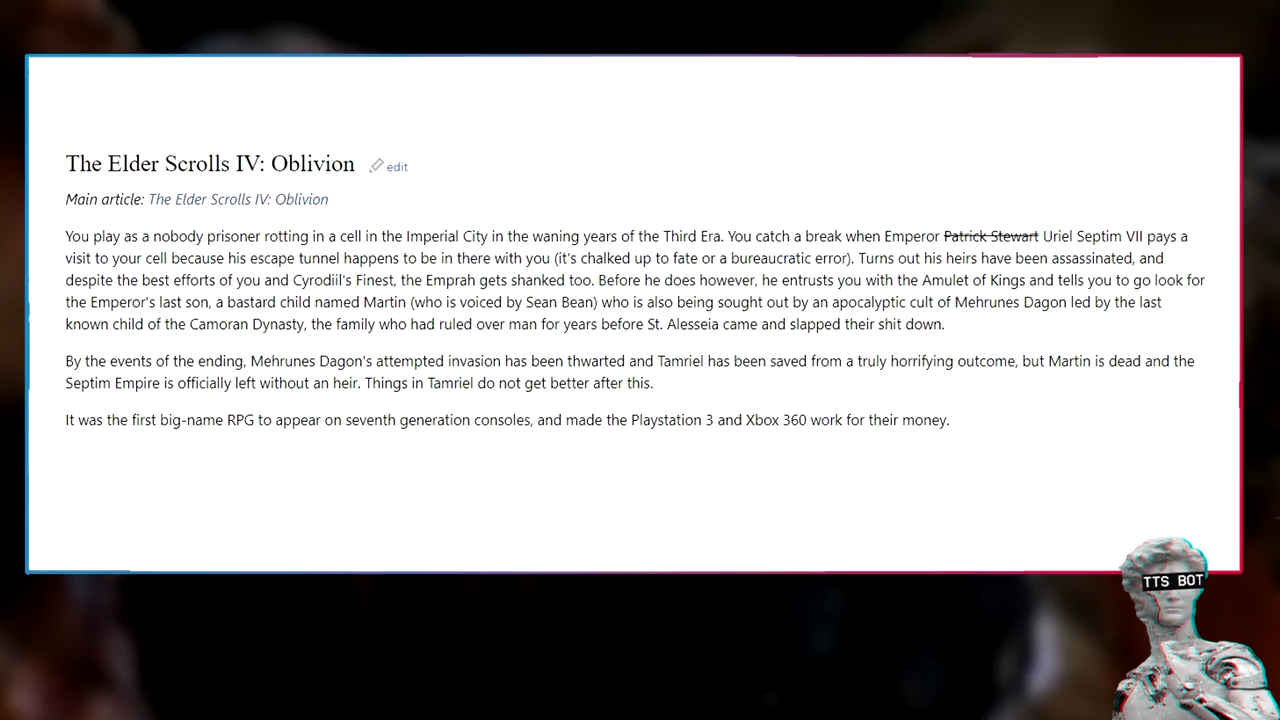 The Elder Scrolls IV: Oblivion edit
Main article: The Elder Scrolls IV: Oblivion
You play as a nobody prisoner rotting in a cell in the Imperial City in the waning years of the Third Era. You catch a break when Emperor Patrick Stewart Uriel Septim VII pays a
visit to your cell because his escape tunnel happens to be in there with you (it's chalked up to fate or a bureaucratic error). Turns out his heirs have been assassinated, and
despite the best efforts of you and Cyrodiil's Finest, the Emprah gets shanked too. Before he does however, he entrusts you with the Amulet of Kings and tells you to go look for
the Emperor's last son, a bastard child named Martin (who is voiced by Sean Bean) who is also being sought out by an apocalyptic cult of Mehrunes Dagon led by the last
known child of the Camoran Dynasty, the family who had ruled over man for years before St. Alesseia came and slapped their shit down.
By the events of the ending, Mehrunes Dagon's attempted invasion has been thwarted and Tamriel has been saved from a truly horrifying outcome, but Martin is dead and the
Septim Empire is officially left without an heir. Things in Tamriel do not get better after this.
It was the first big-name RPG to appear on seventh generation consoles, and made the Playstation 3 and Xbox 360 work for their money.
TTS BOT